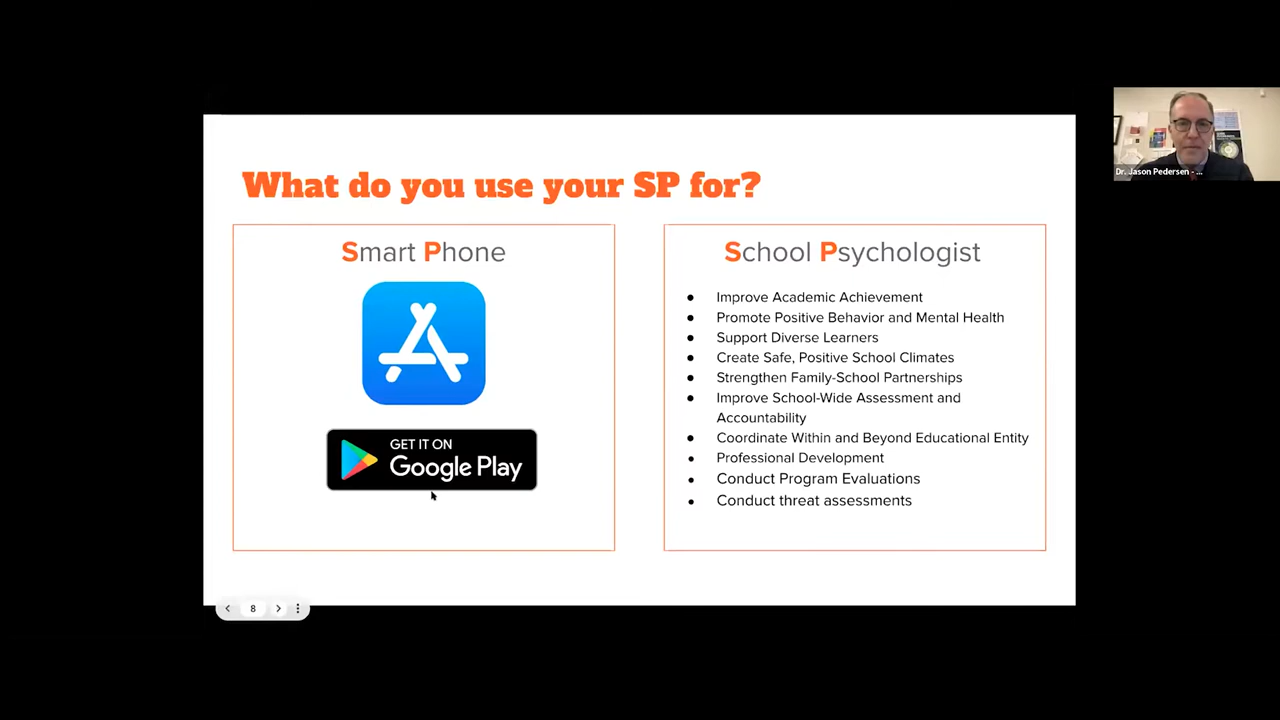 What do you use your SP for?
Smart Phone
GET IT ON
Google Play
School Psychologist
● Improve Academic Achievement
● Promote Positive Behavior and Mental Health
● Support Diverse Learners
● Create Safe, Positive School Climates
● Strengthen Family-School Partnerships
● Improve School-Wide Assessment and
Accountability
● Coordinate Within and Beyond Educational Entity
● Professional Development
● Conduct Program Evaluations
● Conduct threat assessments
8
Dr. Jason Pedersen - ...